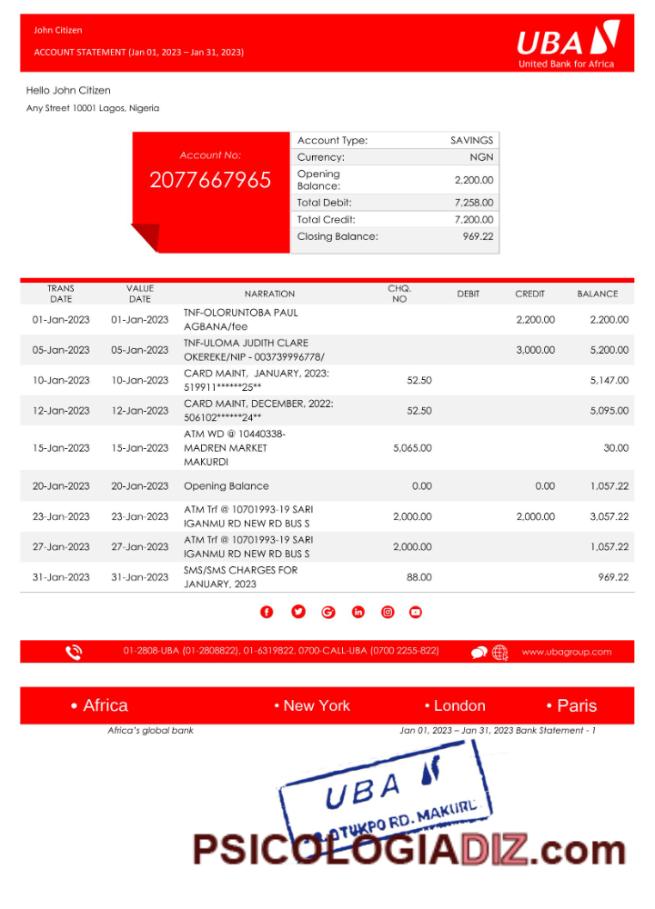 John Citizen
ACCOUNT STATEMENT (Jan 01, 2023 – Jan 31, 2023)
UBA
United Bank for Africa
Hello John Citizen
Any Street 10001 Lagos, Nigeria
Account No:
2077667965
Account Type: SAVINGS
Currency: NGN
Opening
Balance: 2,200.00
Total Debit: 7,258.00
Total Credit: 7,200.00
Closing Balance: 969.22
TRANS DATE VALUE DATE NARRATION CHQ. NO DEBIT CREDIT BALANCE
01-Jan-2023 01-Jan-2023 TNF-OLORUNTOBA PAUL
AGBANA/fee 2,200.00 2,200.00
05-Jan-2023 05-Jan-2023 TNF-ULOMA JUDITH CLARE
OKEREKE/NIP - 003739996778/ 3,000.00 5,200.00
10-Jan-2023 10-Jan-2023 CARD MAINT, JANUARY, 2023:
519911******25** 52.50 5,147.00
12-Jan-2023 12-Jan-2023 CARD MAINT, DECEMBER, 2022:
506102******24** 52.50 5,095.00
15-Jan-2023 15-Jan-2023 ATM WD @ 10440338-
MADREN MARKET
MAKURDI 5,065.00 30.00
20-Jan-2023 20-Jan-2023 Opening Balance 0.00 0.00 1,057.22
23-Jan-2023 23-Jan-2023 ATM Trf @ 10701993-19 SARI
IGANMU RD NEW RD BUS S 2,000.00 2,000.00 3,057.22
27-Jan-2023 27-Jan-2023 ATM Trf @ 10701993-19 SARI
IGANMU RD NEW RD BUS S 2,000.00 1,057.22
31-Jan-2023 31-Jan-2023 SMS/SMS CHARGES FOR
JANUARY, 2023 88.00 969.22
01-2808-UBA (01-2808822), 01-6319822, 0700-CALL-UBA (0700 2255-822) www.ubagroup.com
• Africa • New York • London • Paris
Africa's global bank Jan 01, 2023 – Jan 31, 2023 Bank Statement - 1
UBA
OTUKPO RD. MAKURD
PSICOLOGIADIZ.com